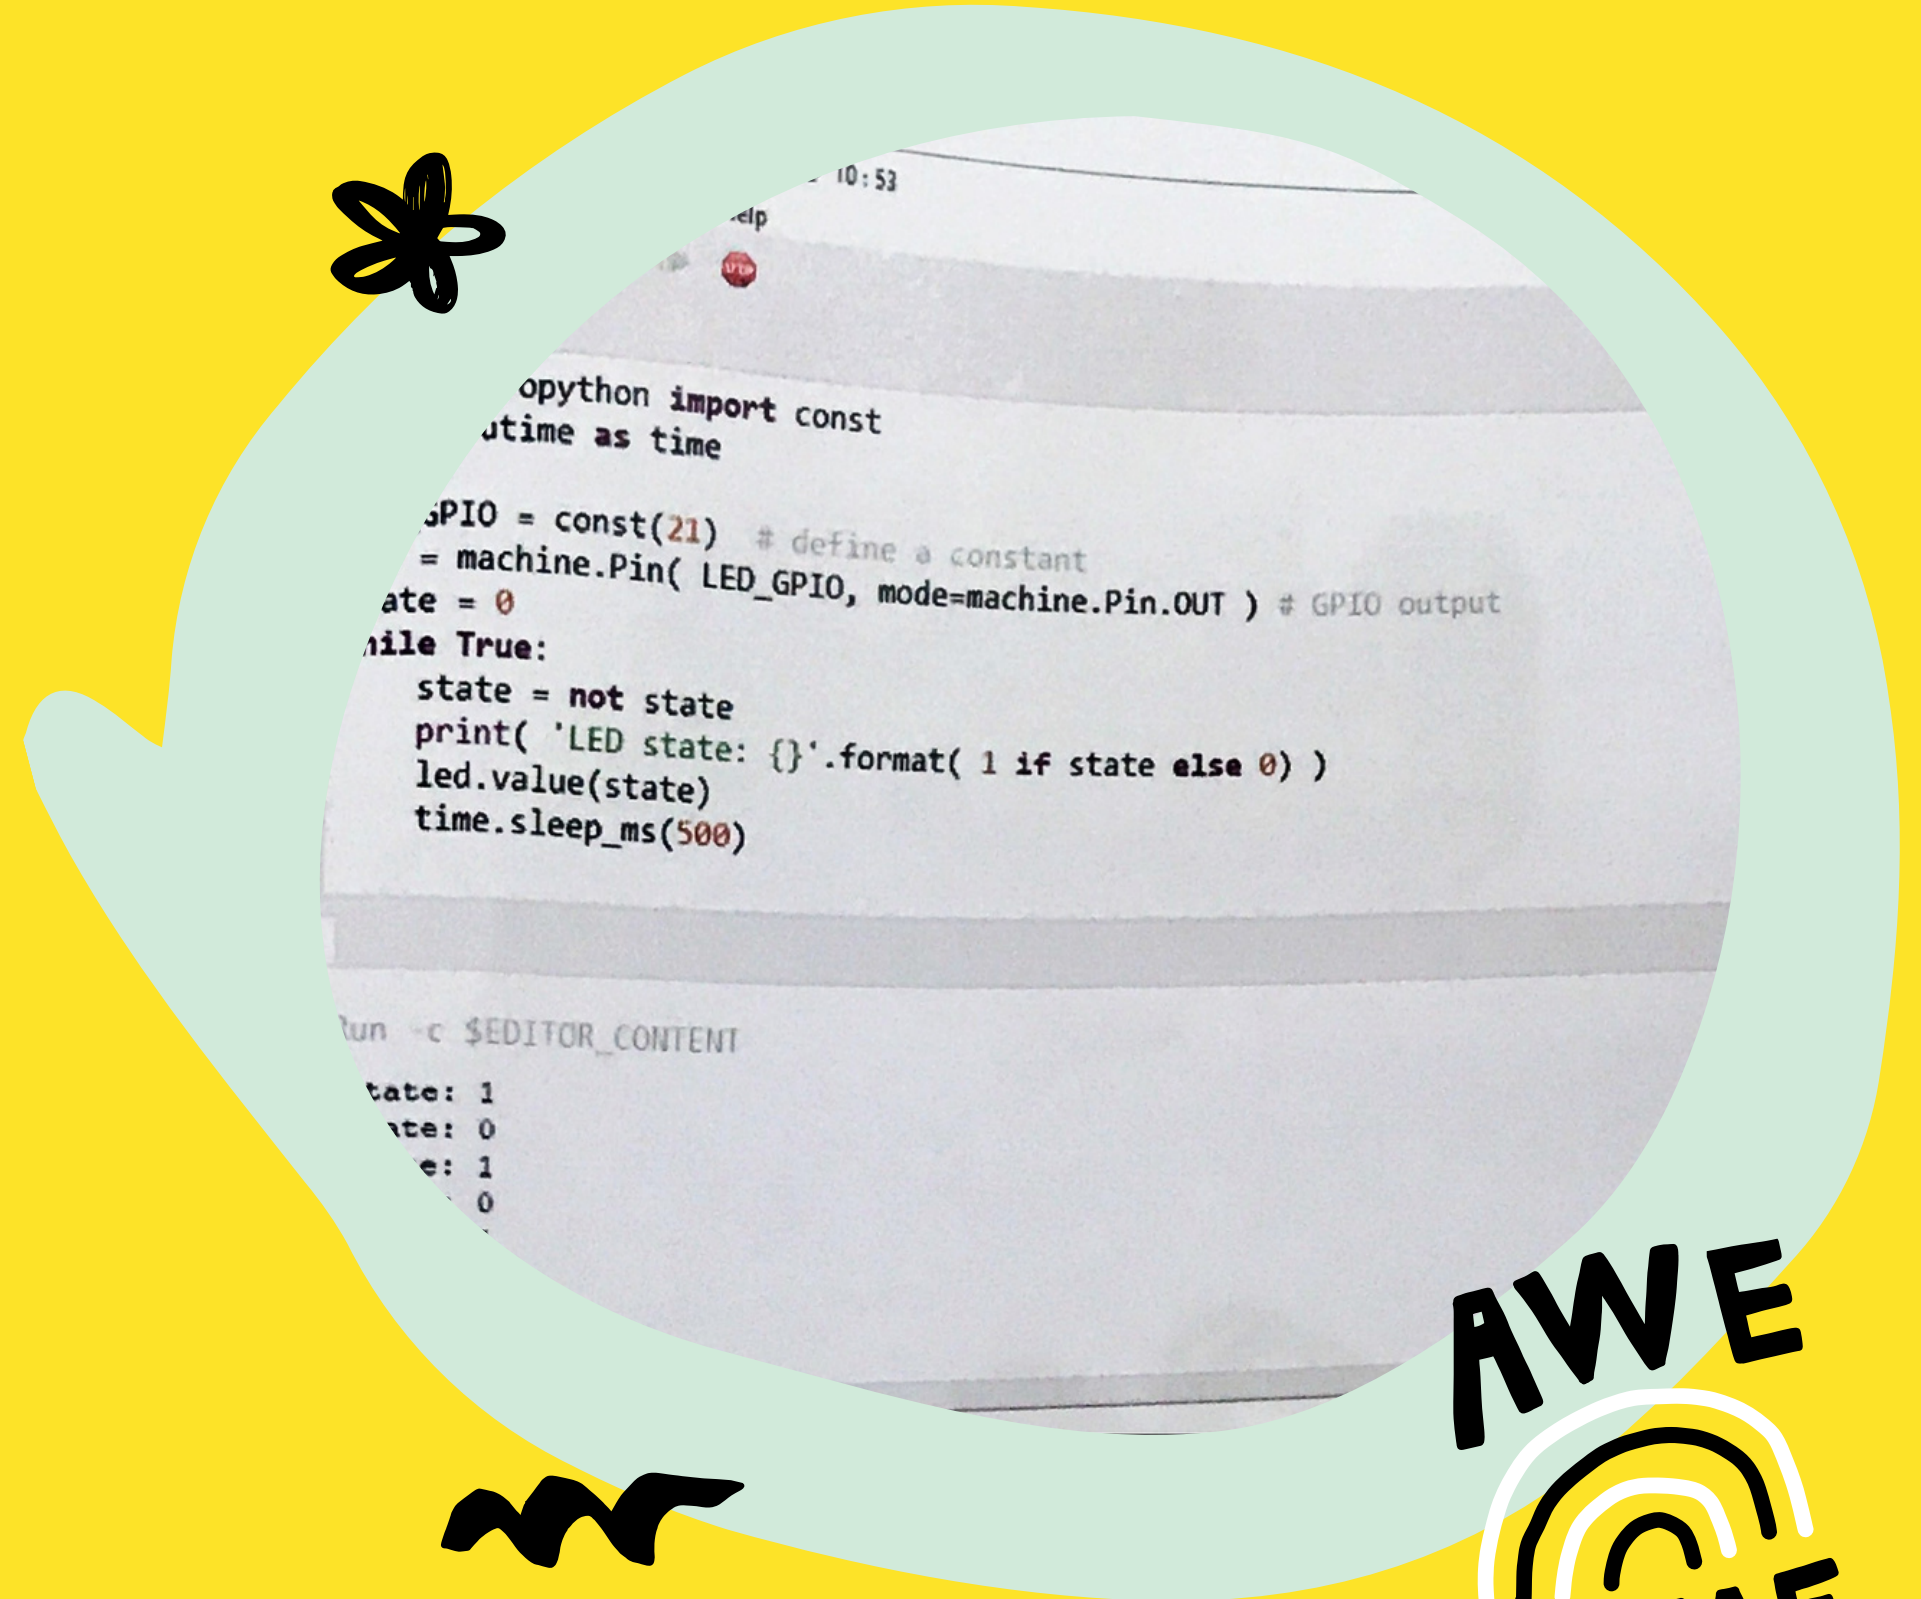 10:53
elp
STOP
opython import const
utime as time
GPIO = const(21) # define a constant
= machine.Pin( LED_GPIO, mode=machine.Pin.OUT ) # GPIO output
ate = 0
hile True:
state = not state
print( 'LED state: {}'.format( 1 if state else 0) )
led.value(state)
time.sleep_ms(500)
Run -c $EDITOR_CONTENT
tate: 1
ate: 0
e: 1
: 0
AWE